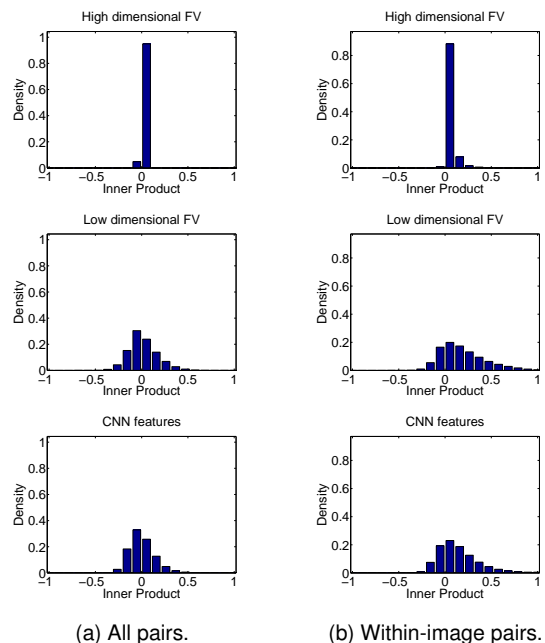 High dimensional FV
1
0.8
0.6
0.4
0.2
0
Density
−1 −0.5 0 0.5 1
Inner Product
High dimensional FV
0.8
0.6
0.4
0.2
0
Density
−1 −0.5 0 0.5 1
Inner Product
Low dimensional FV
1
0.8
0.6
0.4
0.2
0
Density
−1 −0.5 0 0.5 1
Inner Product
Low dimensional FV
0.8
0.6
0.4
0.2
0
Density
−1 −0.5 0 0.5 1
Inner Product
CNN features
1
0.8
0.6
0.4
0.2
0
Density
−1 −0.5 0 0.5 1
Inner Product
CNN features
0.8
0.6
0.4
0.2
0
Density
−1 −0.5 0 0.5 1
Inner Product
(a) All pairs.
(b) Within-image pairs.